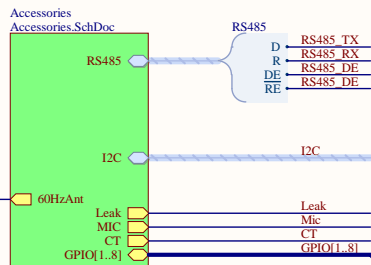 Accessories
Accessories.SchDoc
RS485
D RS485_TX
R RS485_RX
RS485 DE RS485_DE
RE RS485_DE
I2C I2C
60HzAnt
Leak Leak
MIC Mic
CT CT
GPIO[1..8] GPIO[1..8]